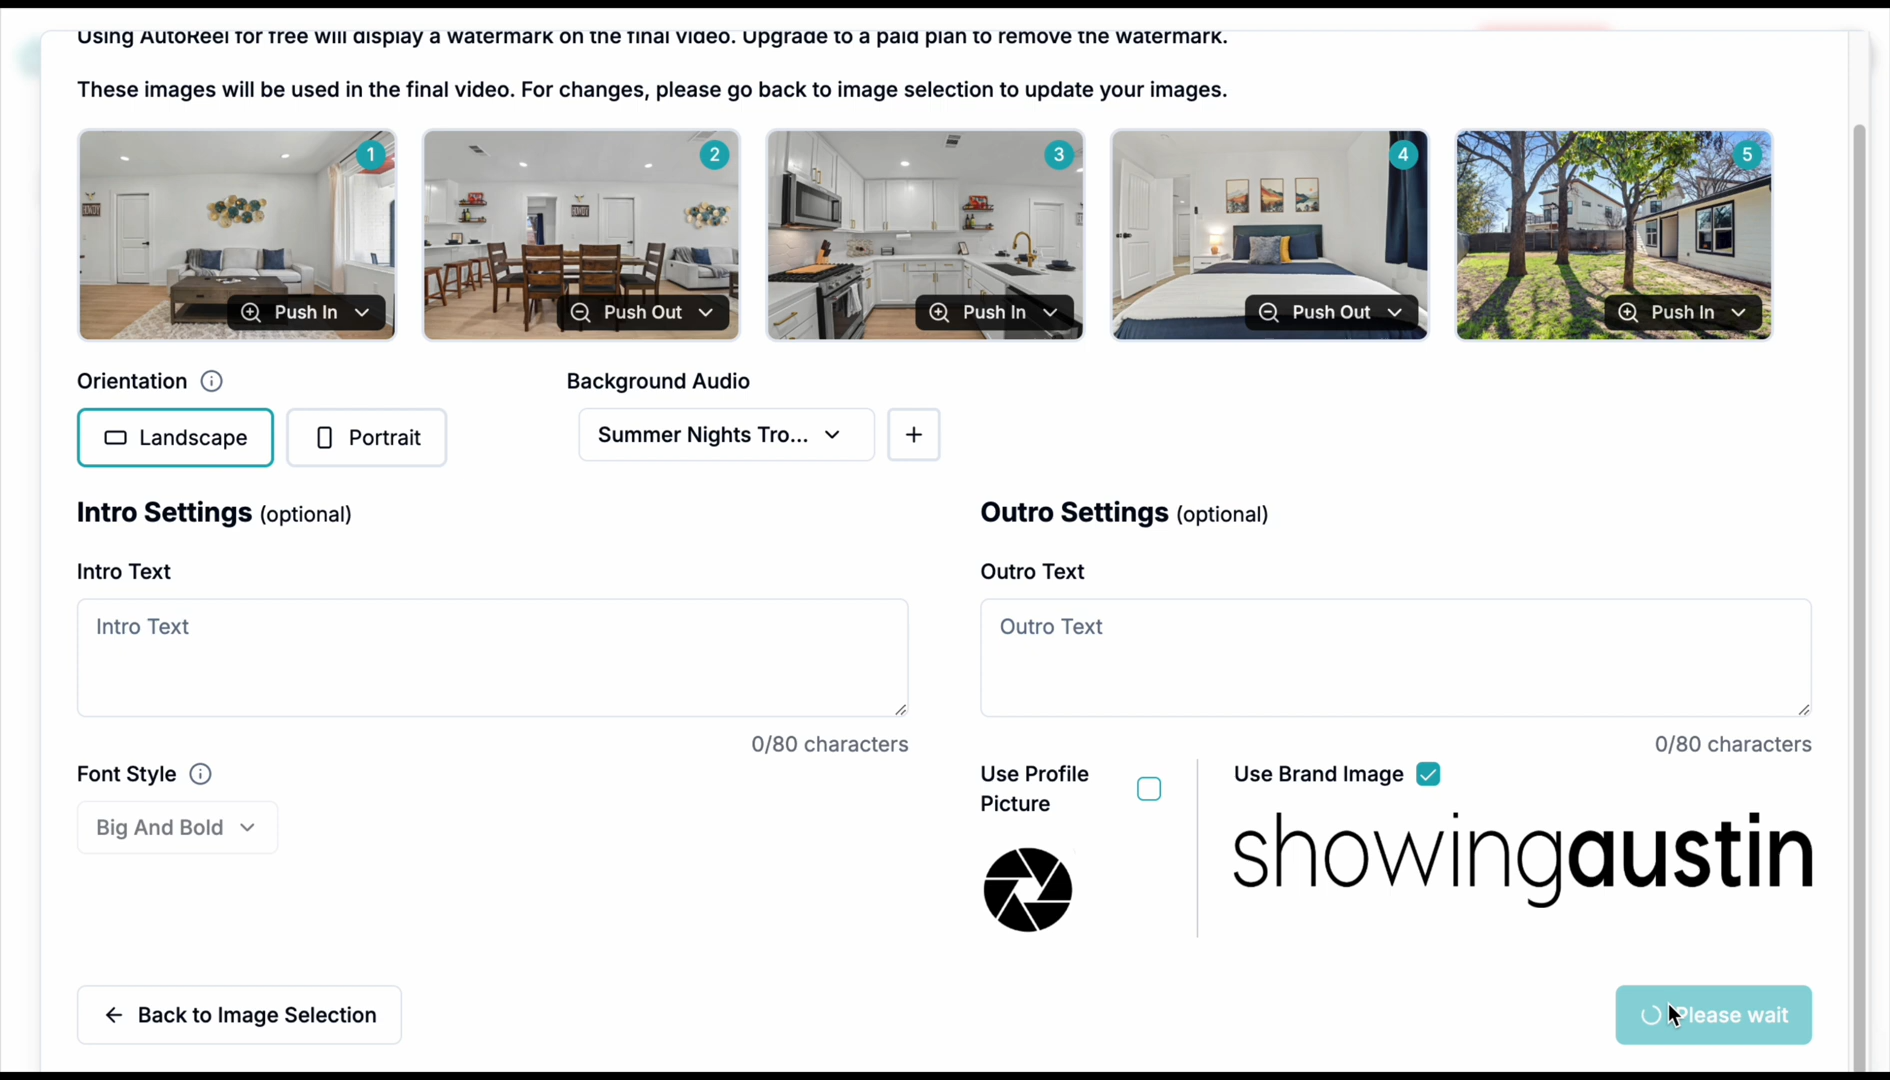 Using AutoReel for free will display a watermark on the final video. Upgrade to a paid plan to remove the watermark.
These images will be used in the final video. For changes, please go back to image selection to update your images.
1
2
3
4
5
HOWDY
HOWDY
Push In
Push Out
Push In
Push Out
Push In
Orientation
Background Audio
Landscape
Portrait
Summer Nights Tro...
+
Intro Settings (optional)
Outro Settings (optional)
Intro Text
Outro Text
Intro Text
Outro Text
0/80 characters
0/80 characters
Font Style
Use Profile
Picture
Use Brand Image
Big And Bold
showingaustin
Back to Image Selection
Please wait